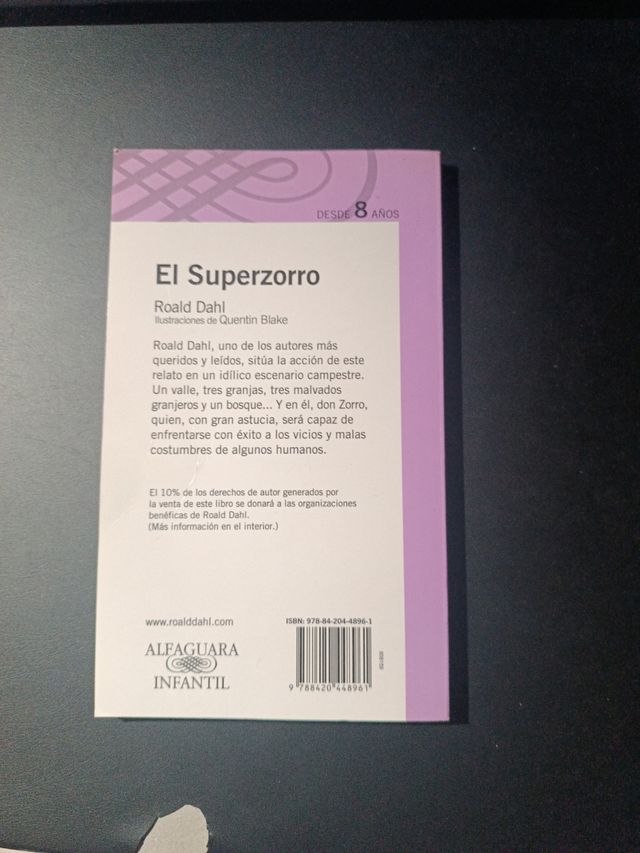 DESDE 8 AÑOS
El Superzorro
Roald Dahl
Ilustraciones de Quentin Blake
Roald Dahl, uno de los autores más
queridos y leídos, sitúa la acción de este
relato en un idílico escenario campestre.
Un valle, tres granjas, tres malvados
granjeros y un bosque... Y en él, don Zorro,
quien, con gran astucia, será capaz de
enfrentarse con éxito a los vicios y malas
costumbres de algunos humanos.
El 10% de los derechos de autor generados por
la venta de este libro se donará a las organizaciones
benéficas de Roald Dahl.
(Más información en el interior.)
www.roalddahl.com
ISBN: 978-84-204-4896-1
ALFAGUARA
INFANTIL
9 788420 448961